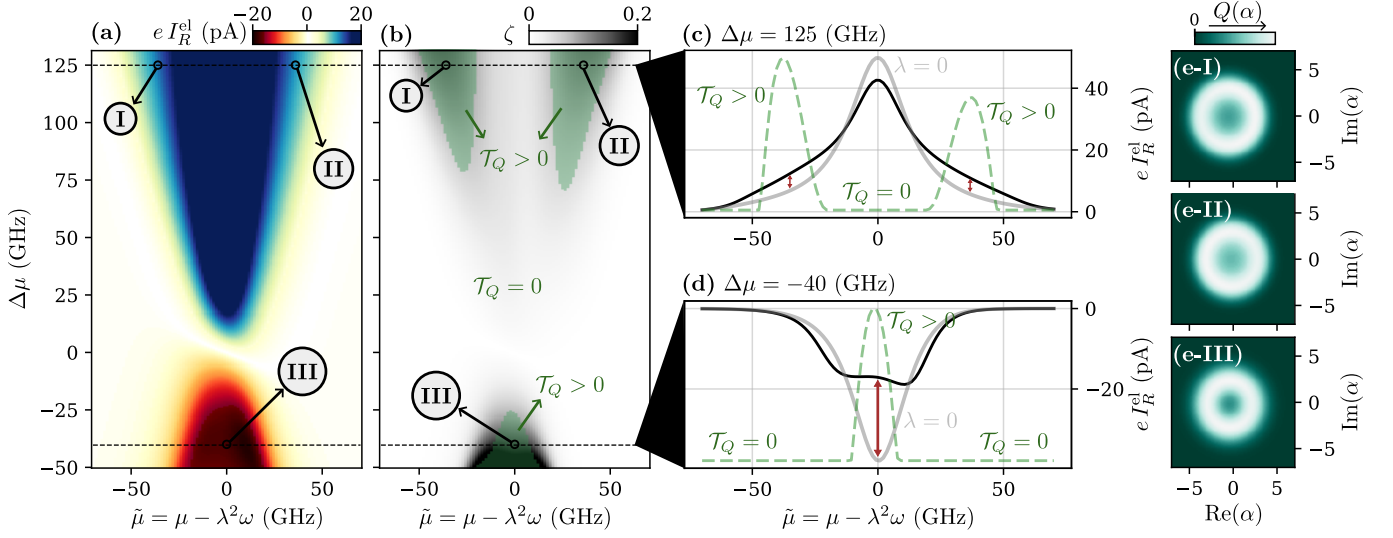 (a)
e I_R^el (pA)
−20 0 20
125
100
75
50
25
0
−25
−50
Δμ (GHz)
I
II
III
−50 0 50
μ̃ = μ − λ²ω (GHz)
(b)
ζ
0 0.2
I
II
𝒯_Q > 0
𝒯_Q = 0
III
𝒯_Q > 0
−50 0 50
μ̃ = μ − λ²ω (GHz)
(c) Δμ = 125 (GHz)
𝒯_Q > 0
λ = 0
𝒯_Q > 0
𝒯_Q = 0
40
20
0
e I_R^el (pA)
−50 0 50
(d) Δμ = −40 (GHz)
𝒯_Q > 0
λ = 0
𝒯_Q = 0
𝒯_Q = 0
0
−20
e I_R^el (pA)
−50 0 50
μ̃ = μ − λ²ω (GHz)
0 Q(α)
(e-I)
5
0
−5
Im(α)
(e-II)
5
0
−5
Im(α)
(e-III)
5
0
−5
Im(α)
−5 0 5
Re(α)